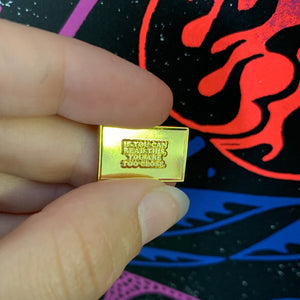 IF YOU CAN
READ THIS,
YOU ARE
TOO CLOSE.